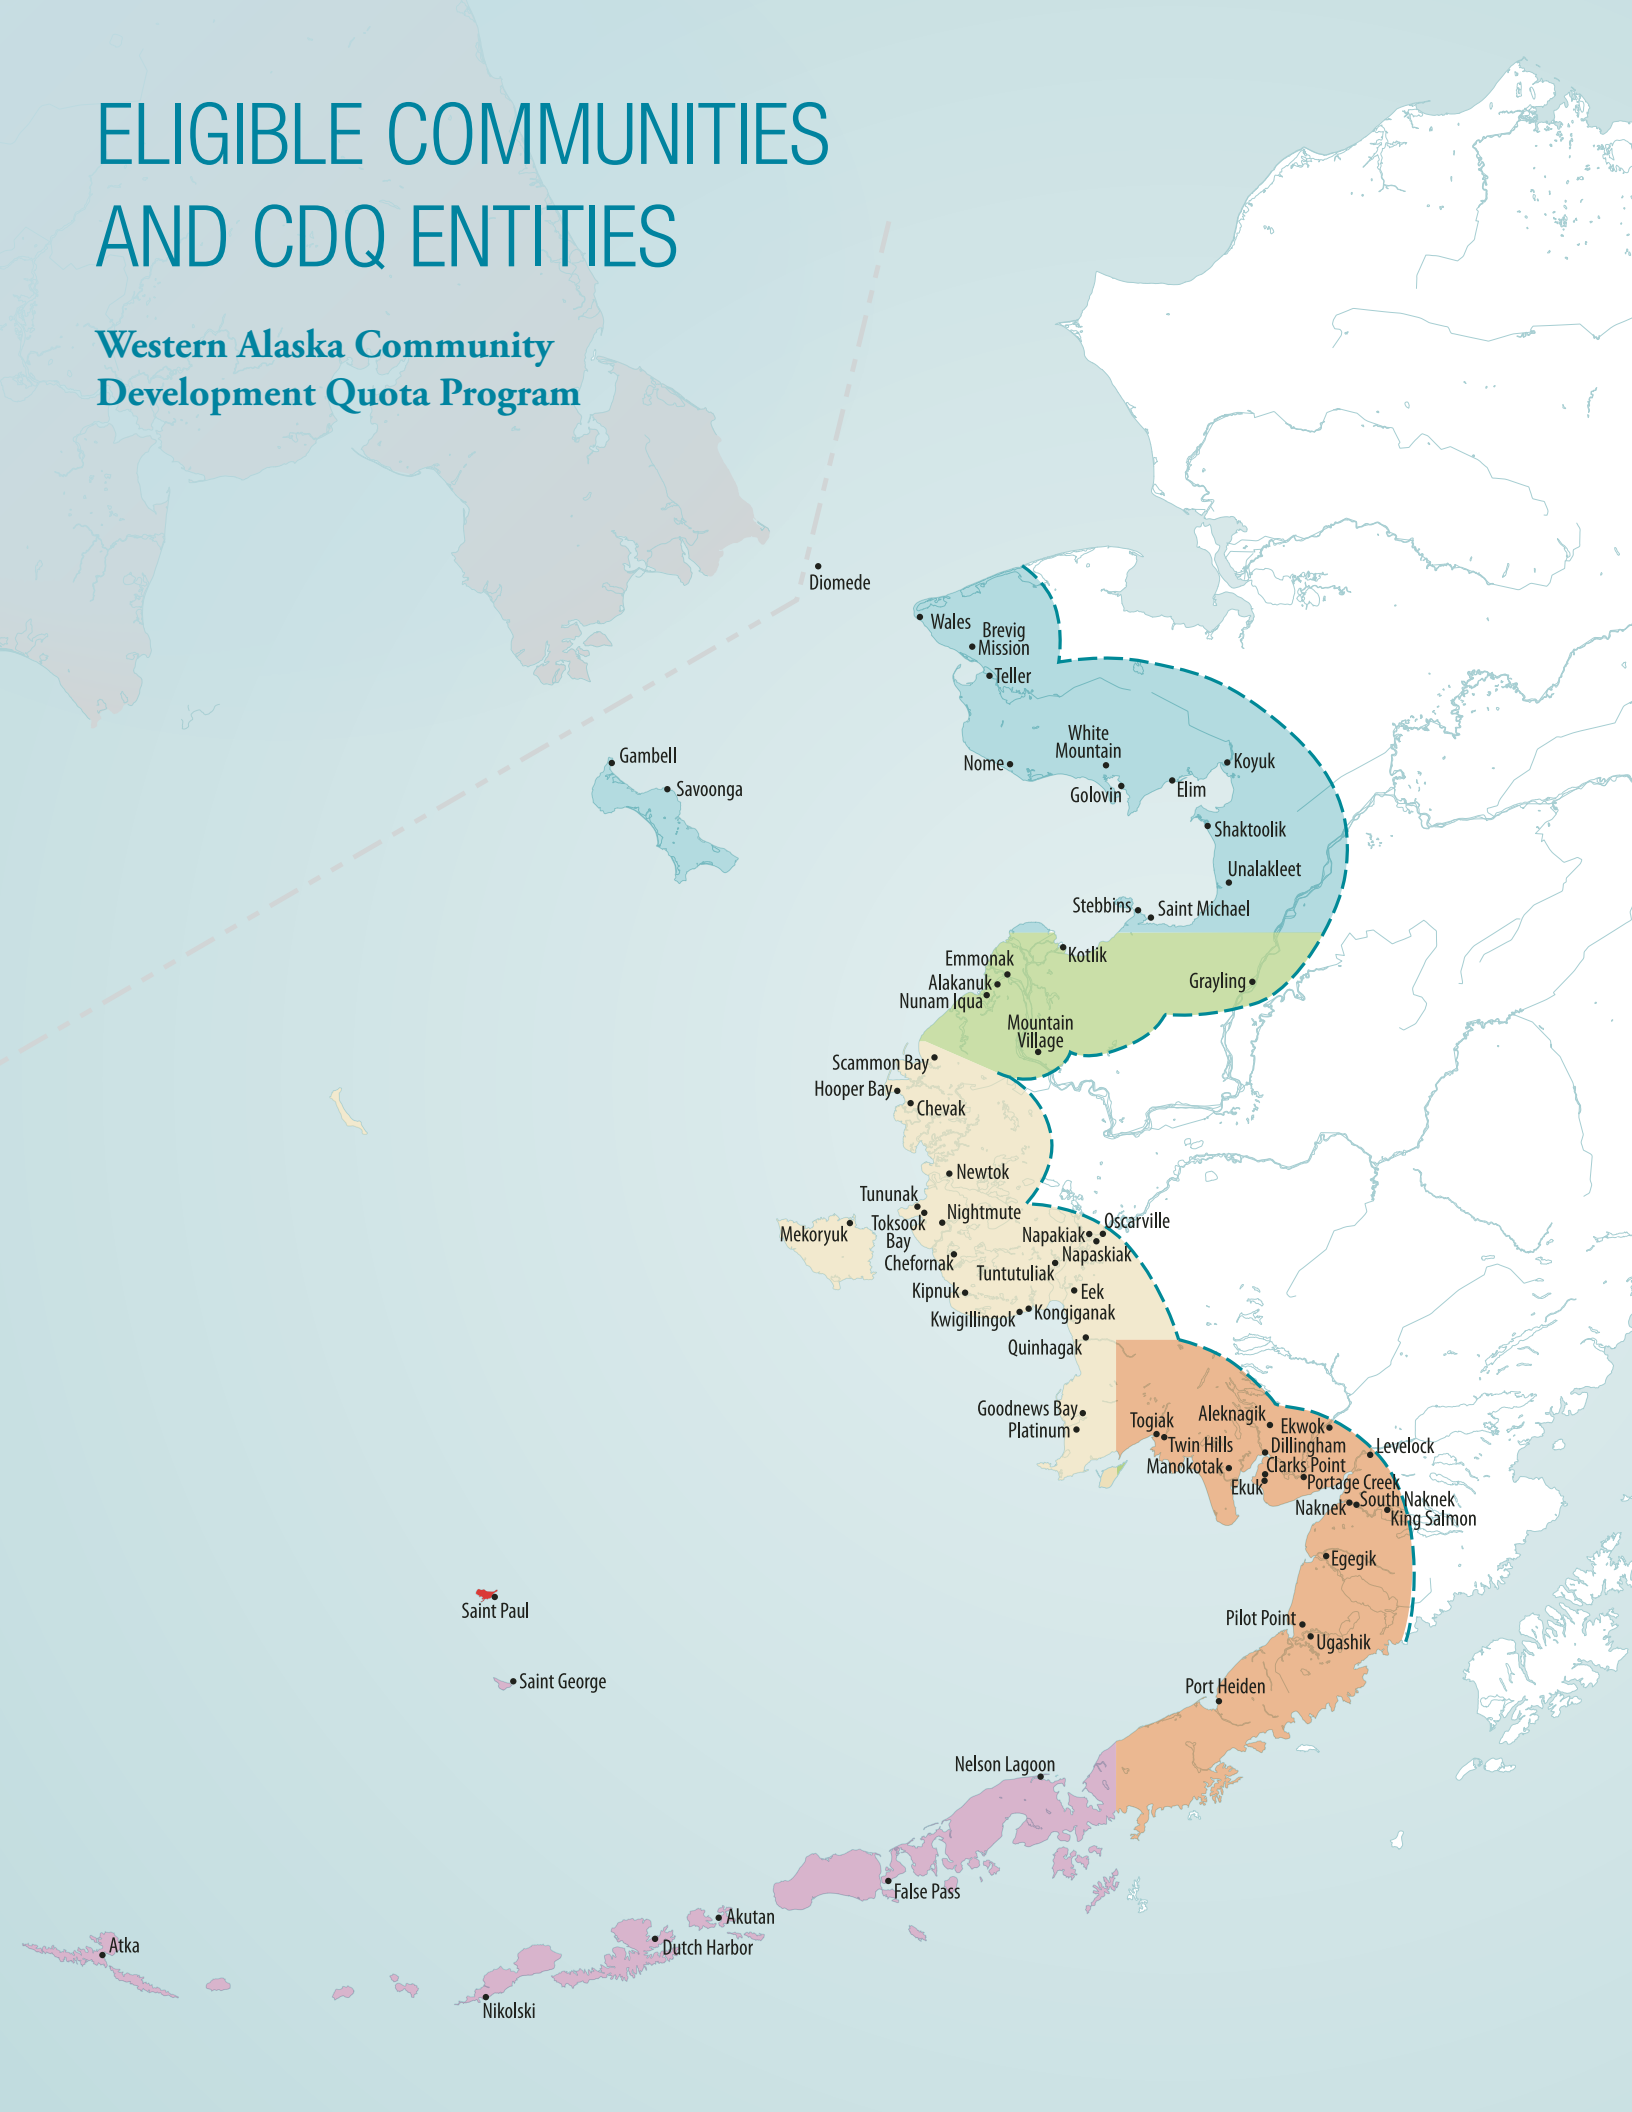 ELIGIBLE COMMUNITIES
AND CDQ ENTITIES
Western Alaska Community
Development Quota Program
Diomede
Wales
Brevig
Mission
Teller
White
Mountain
Nome
Golovin
Elim
Koyuk
Gambell
Savoonga
Shaktoolik
Unalakleet
Stebbins
Saint Michael
Kotlik
Emmonak
Alakanuk
Nunam Iqua
Grayling
Mountain
Village
Scammon Bay
Hooper Bay
Chevak
Newtok
Tununak
Toksook
Bay
Nightmute
Mekoryuk
Chefornak
Oscarville
Napakiak
Napaskiak
Tuntutuliak
Kipnuk
Eek
Kwigillingok
Kongiganak
Quinhagak
Goodnews Bay
Platinum
Togiak
Twin Hills
Aleknagik
Ekwok
Dillingham
Levelock
Manokotak
Clarks Point
Ekuk
Portage Creek
Naknek
South Naknek
King Salmon
Egegik
Pilot Point
Ugashik
Port Heiden
Saint Paul
Saint George
Nelson Lagoon
False Pass
Akutan
Dutch Harbor
Atka
Nikolski